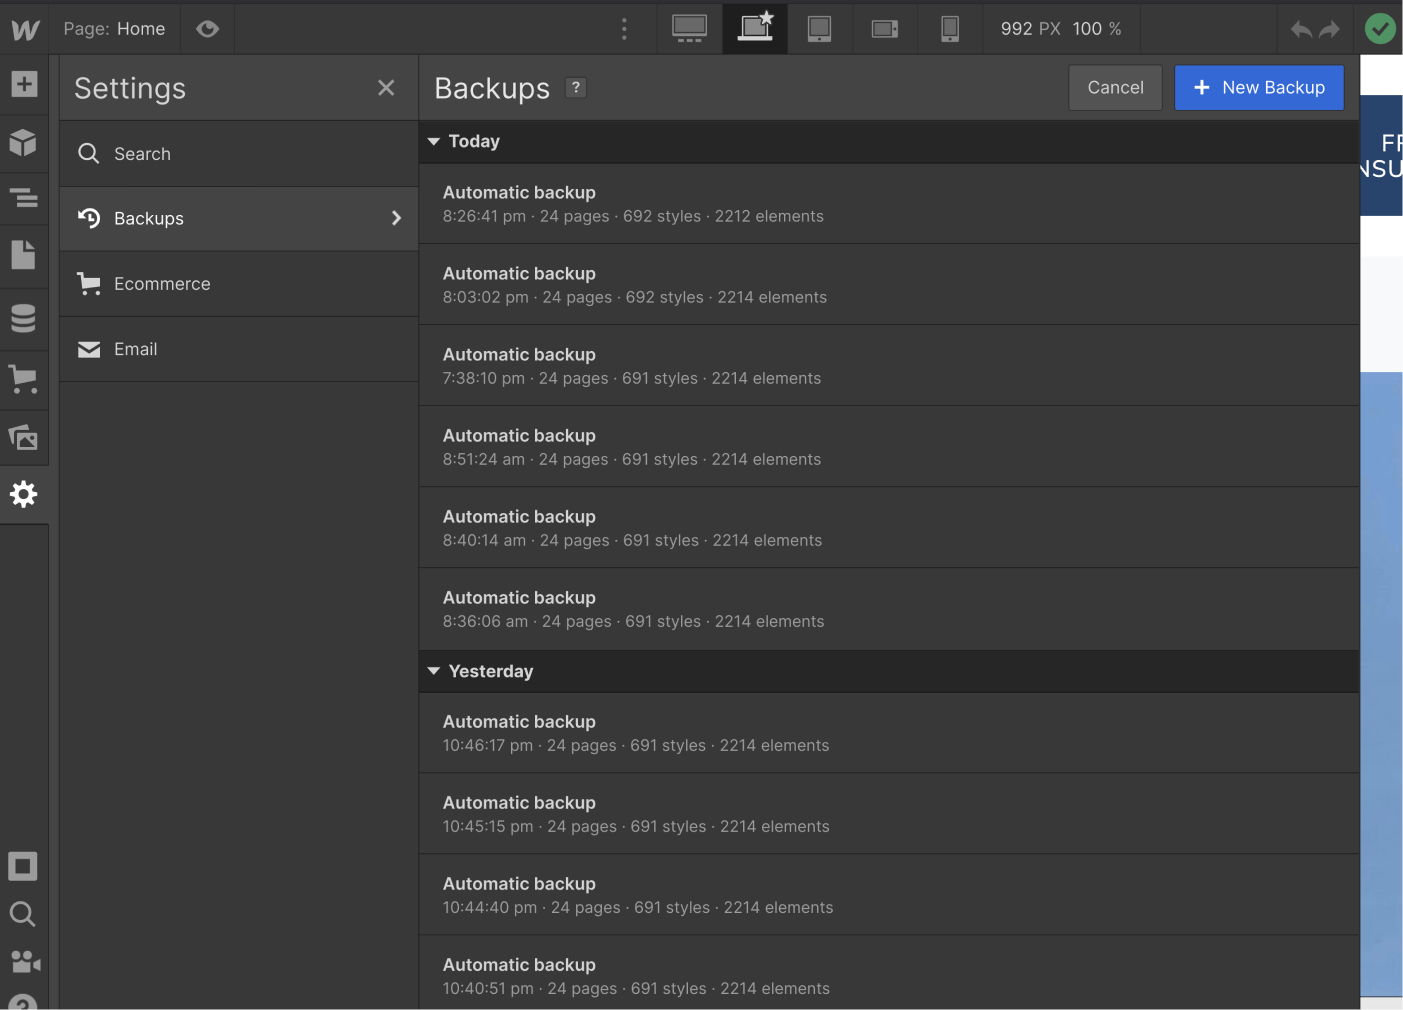 Page: Home
992 PX 100 %
Settings
Backups ?
Cancel
+ New Backup
Search
Backups
Ecommerce
Email
Today
Automatic backup
8:26:41 pm · 24 pages · 692 styles · 2212 elements
Automatic backup
8:03:02 pm · 24 pages · 692 styles · 2214 elements
Automatic backup
7:38:10 pm · 24 pages · 691 styles · 2214 elements
Automatic backup
8:51:24 am · 24 pages · 691 styles · 2214 elements
Automatic backup
8:40:14 am · 24 pages · 691 styles · 2214 elements
Automatic backup
8:36:06 am · 24 pages · 691 styles · 2214 elements
Yesterday
Automatic backup
10:46:17 pm · 24 pages · 691 styles · 2214 elements
Automatic backup
10:45:15 pm · 24 pages · 691 styles · 2214 elements
Automatic backup
10:44:40 pm · 24 pages · 691 styles · 2214 elements
Automatic backup
10:40:51 pm · 24 pages · 691 styles · 2214 elements